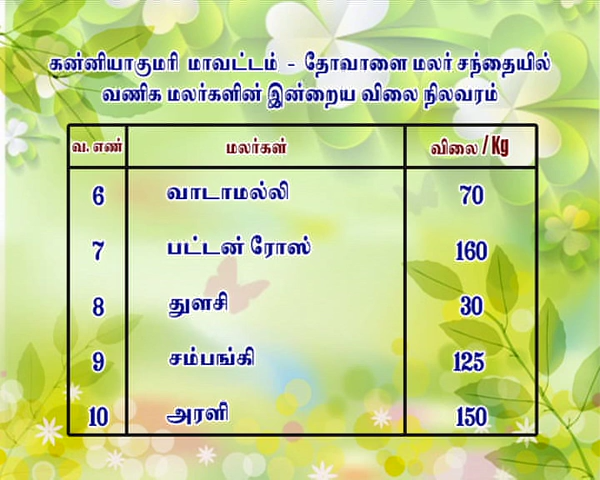 கன்னியாகுமரி மாவட்டம் - தோவாளை மலர் சந்தையில்
வணிக மலர்களின் இன்றைய விலை நிலவரம்
வ. எண் மலர்கள் விலை / Kg
6 வாடாமல்லி 70
7 பட்டன் ரோஸ் 160
8 துளசி 30
9 சம்பங்கி 125
10 அரளி 150